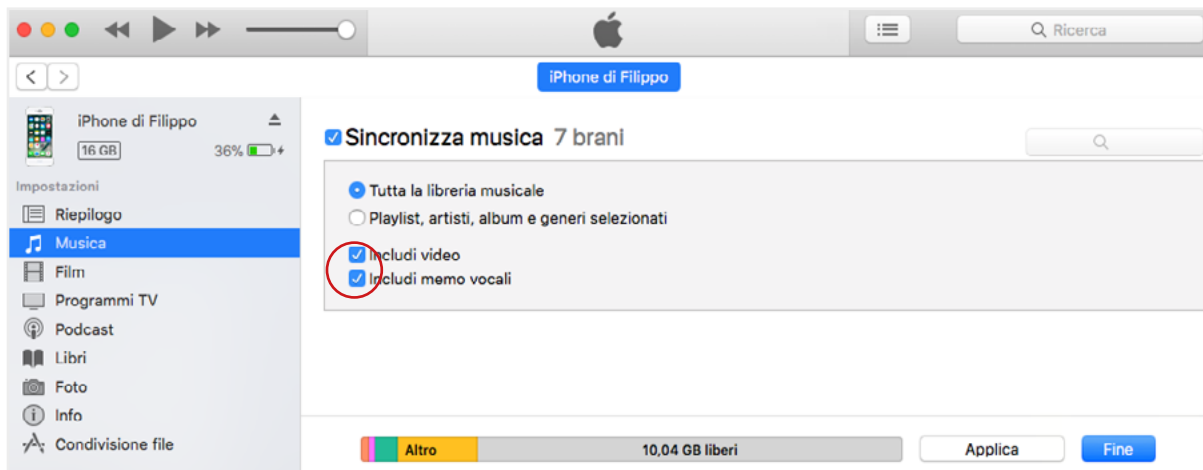 Ricerca
iPhone di Filippo
iPhone di Filippo
16 GB 36%
Impostazioni
Riepilogo
Musica
Film
Programmi TV
Podcast
Libri
Foto
Info
Condivisione file
Sincronizza musica 7 brani
Tutta la libreria musicale
Playlist, artisti, album e generi selezionati
Includi video
Includi memo vocali
Altro 10,04 GB liberi Applica Fine